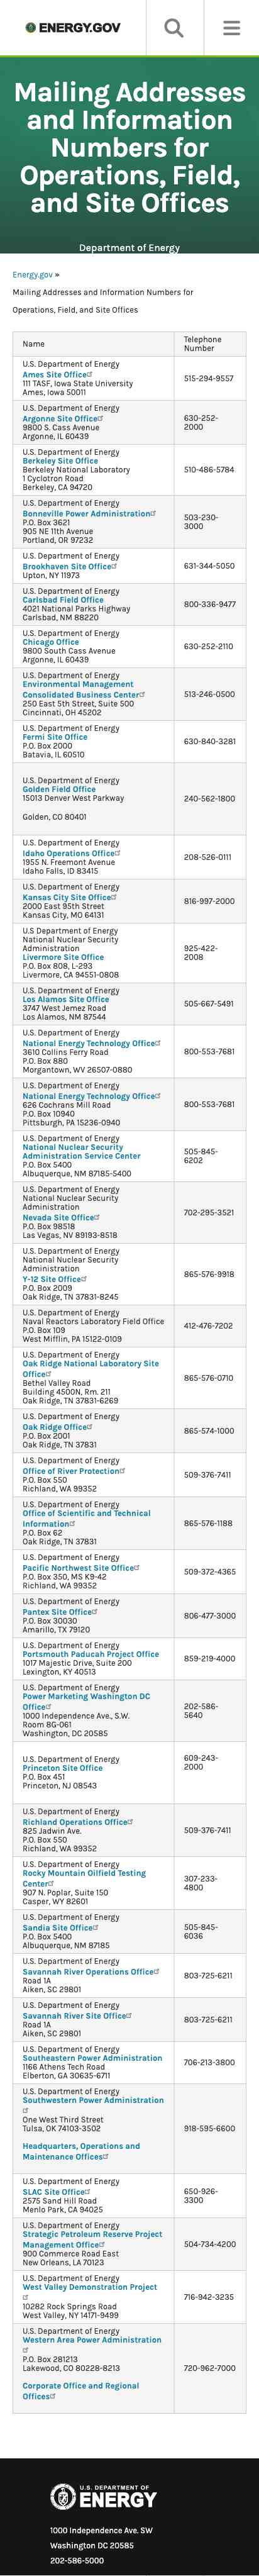 ENERGY.GOV
Mailing Addresses
and Information
Numbers for
Operations, Field,
and Site Offices
Department of Energy
Energy.gov »
Mailing Addresses and Information Numbers for
Operations, Field, and Site Offices
Name
Telephone
Number
U.S. Department of Energy
Ames Site Office
111 TASF, Iowa State University
Ames, Iowa 50011
515-294-9557
U.S. Department of Energy
Argonne Site Office
9800 S. Cass Avenue
Argonne, IL 60439
630-252-
2000
U.S. Department of Energy
Berkeley Site Office
Berkeley National Laboratory
1 Cyclotron Road
Berkeley, CA 94720
510-486-5784
U.S. Department of Energy
Bonneville Power Administration
P.O. Box 3621
905 NE 11th Avenue
Portland, OR 97232
503-230-
3000
U.S. Department of Energy
Brookhaven Site Office
Upton, NY 11973
631-344-5050
U.S. Department of Energy
Carlsbad Field Office
4021 National Parks Highway
Carlsbad, NM 88220
800-336-9477
U.S. Department of Energy
Chicago Office
9800 South Cass Avenue
Argonne, IL 60439
630-252-2110
U.S. Department of Energy
Environmental Management
Consolidated Business Center
250 East 5th Street, Suite 500
Cincinnati, OH 45202
513-246-0500
U.S. Department of Energy
Fermi Site Office
P.O. Box 2000
Batavia, IL 60510
630-840-3281
U.S. Department of Energy
Golden Field Office
15013 Denver West Parkway
Golden, CO 80401
240-562-1800
U.S. Department of Energy
Idaho Operations Office
1955 N. Freemont Avenue
Idaho Falls, ID 83415
208-526-0111
U.S. Department of Energy
Kansas City Site Office
2000 East 95th Street
Kansas City, MO 64131
816-997-2000
U.S Department of Energy
National Nuclear Security
Administration
Livermore Site Office
P.O. Box 808, L-293
Livermore, CA 94551-0808
925-422-
2008
U.S. Department of Energy
Los Alamos Site Office
3747 West Jemez Road
Los Alamos, NM 87544
505-667-5491
U.S. Department of Energy
National Energy Technology Office
3610 Collins Ferry Road
P.O. Box 880
Morgantown, WV 26507-0880
800-553-7681
U.S. Department of Energy
National Energy Technology Office
626 Cochrans Mill Road
P.O. Box 10940
Pittsburgh, PA 15236-0940
800-553-7681
U.S. Department of Energy
National Nuclear Security
Administration Service Center
P.O. Box 5400
Albuquerque, NM 87185-5400
505-845-
6202
U.S. Department of Energy
National Nuclear Security
Administration
Nevada Site Office
P.O. Box 98518
Las Vegas, NV 89193-8518
702-295-3521
U.S. Department of Energy
National Nuclear Security
Administration
Y-12 Site Office
P.O. Box 2009
Oak Ridge, TN 37831-8245
865-576-9918
U.S. Department of Energy
Naval Reactors Laboratory Field Office
P.O. Box 109
West Mifflin, PA 15122-0109
412-476-7202
U.S. Department of Energy
Oak Ridge National Laboratory Site
Office
Bethel Valley Road
Building 4500N, Rm. 211
Oak Ridge, TN 37831-6269
865-576-0710
U.S. Department of Energy
Oak Ridge Office
P.O. Box 2001
Oak Ridge, TN 37831
865-574-1000
U.S. Department of Energy
Office of River Protection
P.O. Box 550
Richland, WA 99352
509-376-7411
U.S. Department of Energy
Office of Scientific and Technical
Information
P.O. Box 62
Oak Ridge, TN 37831
865-576-1188
U.S. Department of Energy
Pacific Northwest Site Office
P.O. Box 350, MS K9-42
Richland, WA 99352
509-372-4365
U.S. Department of Energy
Pantex Site Office
P.O. Box 30030
Amarillo, TX 79120
806-477-3000
U.S. Department of Energy
Portsmouth Paducah Project Office
1017 Majestic Drive, Suite 200
Lexington, KY 40513
859-219-4000
U.S. Department of Energy
Power Marketing Washington DC
Office
1000 Independence Ave., S.W.
Room 8G-061
Washington, DC 20585
202-586-
5640
U.S. Department of Energy
Princeton Site Office
P.O. Box 451
Princeton, NJ 08543
609-243-
2000
U.S. Department of Energy
Richland Operations Office
825 Jadwin Ave.
P.O. Box 550
Richland, WA 99352
509-376-7411
U.S. Department of Energy
Rocky Mountain Oilfield Testing
Center
907 N. Poplar, Suite 150
Casper, WY 82601
307-233-
4800
U.S. Department of Energy
Sandia Site Office
P.O. Box 5400
Albuquerque, NM 87185
505-845-
6036
U.S. Department of Energy
Savannah River Operations Office
Road 1A
Aiken, SC 29801
803-725-6211
U.S. Department of Energy
Savannah River Site Office
Road 1A
Aiken, SC 29801
803-725-6211
U.S. Department of Energy
Southeastern Power Administration
1166 Athens Tech Road
Elberton, GA 30635-6711
706-213-3800
U.S. Department of Energy
Southwestern Power Administration
One West Third Street
Tulsa, OK 74103-3502
Headquarters, Operations and
Maintenance Offices
918-595-6600
U.S. Department of Energy
SLAC Site Office
2575 Sand Hill Road
Menlo Park, CA 94025
650-926-
3300
U.S. Department of Energy
Strategic Petroleum Reserve Project
Management Office
900 Commerce Road East
New Orleans, LA 70123
504-734-4200
U.S. Department of Energy
West Valley Demonstration Project
10282 Rock Springs Road
West Valley, NY 14171-9499
716-942-3235
U.S. Department of Energy
Western Area Power Administration
P.O. Box 281213
Lakewood, CO 80228-8213
Corporate Office and Regional
Offices
720-962-7000
U.S. DEPARTMENT OF
ENERGY
1000 Independence Ave. SW
Washington DC 20585
202-586-5000